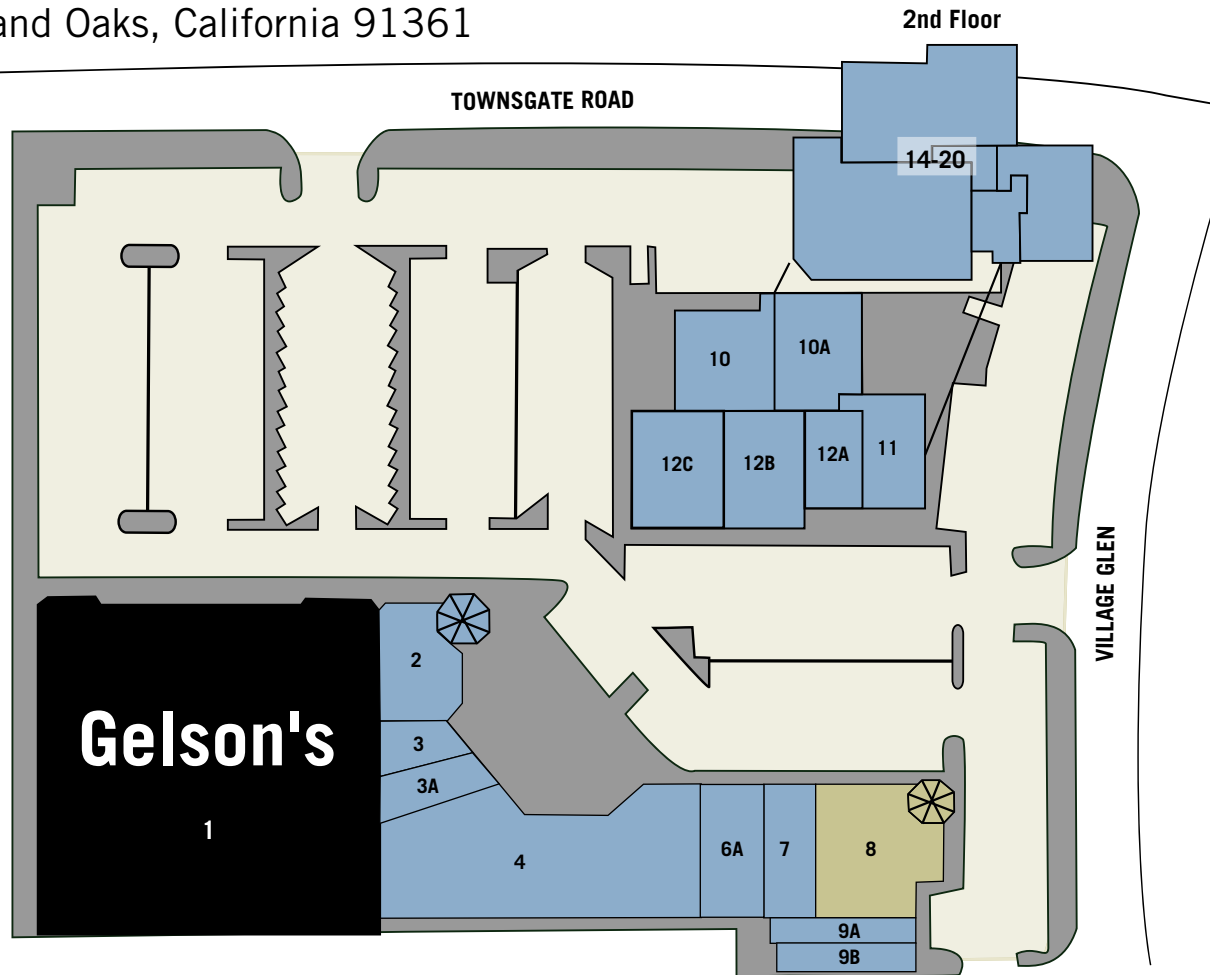 and Oaks, California 91361
2nd Floor
TOWNSGATE ROAD
14-20
10
10A
12C
12B
12A
11
VILLAGE GLEN
2
Gelson's
3
3A
1
4
6A
7
8
9A
9B